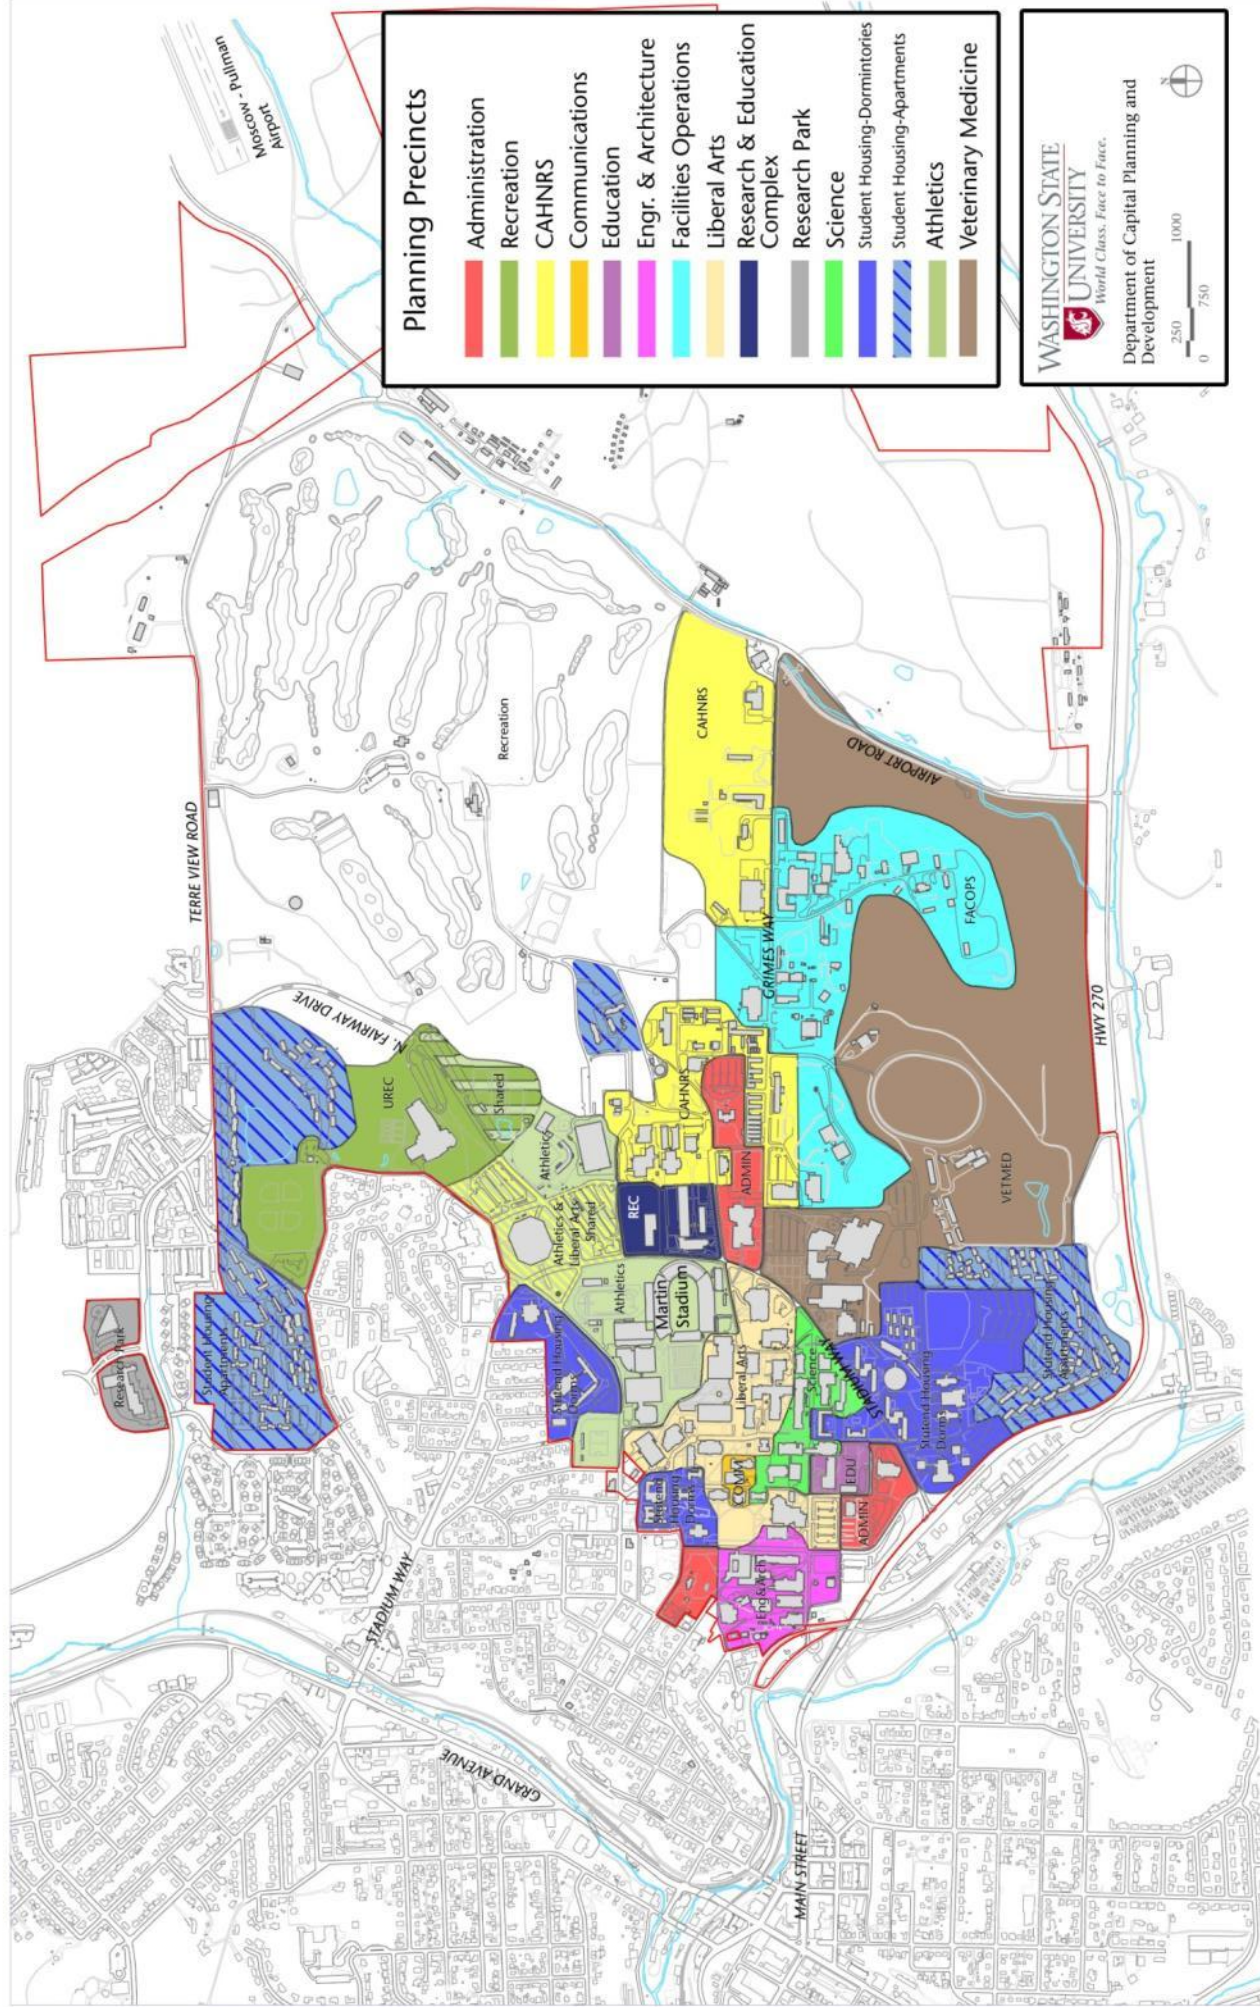 Moscow - Pullman
Airport
Planning Precincts
Administration
Recreation
CAHNRS
Communications
Education
Engr. & Architecture
Facilities Operations
Liberal Arts
Research & Education
Complex
Research Park
Science
Student Housing-Dormintories
Student Housing-Apartments
Athletics
Veterinary Medicine
WASHINGTON STATE
UNIVERSITY
World Class. Face to Face.
Department of Capital Planning and
Development
N
250
1000
0
750
TERRE VIEW ROAD
Recreation
CAHNRS
AIRPORT ROAD
FACOPS
GRIMES WAY
HWY 270
N. FAIRWAY DRIVE
UREC
Shared
Athletics
CAHNRS
ADMIN
REC
Athletics &
Liberal Arts
Shared
Athletics
Martin
Stadium
VETMED
Research Park
Student Housing
Apartments
Student Housing
Dorms
Liberal Arts
Science
STADIUM WAY
Stutend Housing
Dorms
Stutend Housing
Apartments
Housing
Dorms
COMM
EDU
ADMIN
Eng&Arch
STADIUM WAY
GRAND AVENUE
MAIN STREET